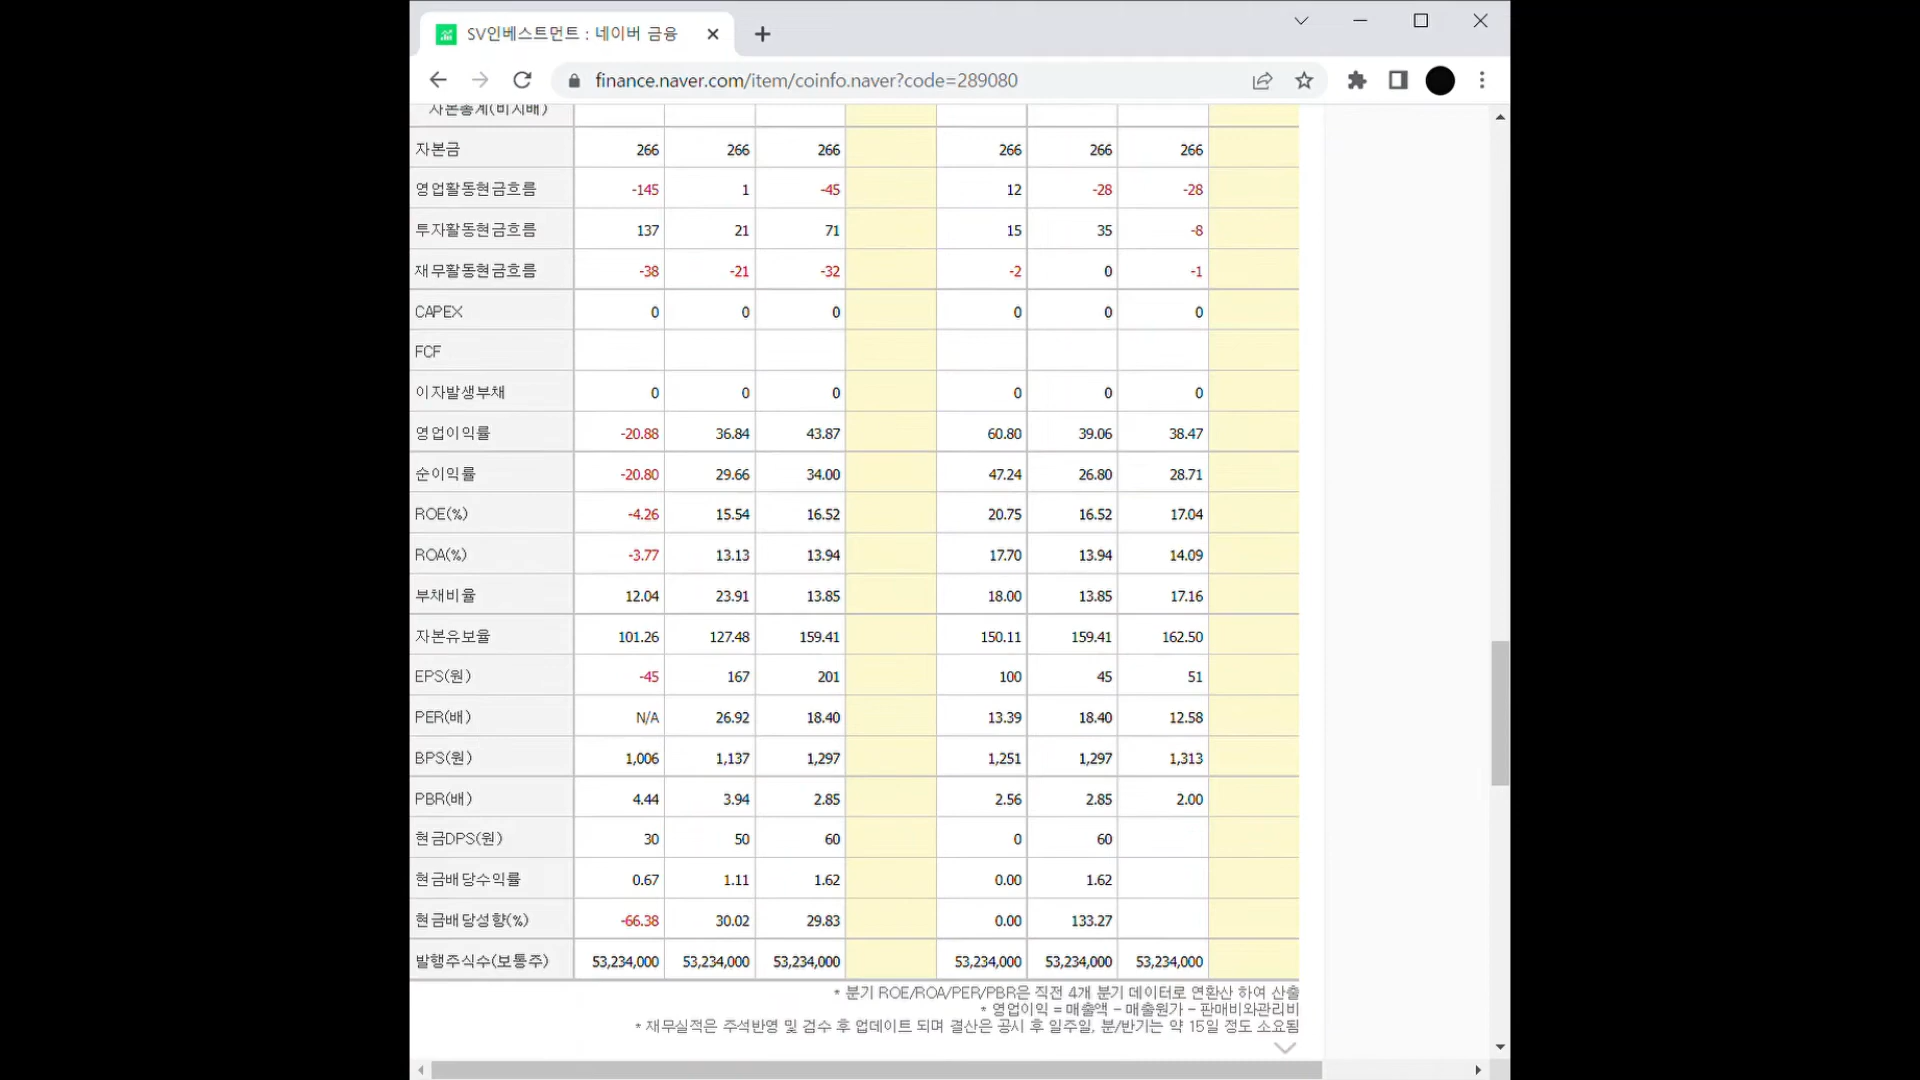 SV인베스트먼트 : 네이버 금융
finance.naver.com/item/coinfo.naver?code=289080
자본총계(비지배)
자본금 266 266 266 266 266 266
영업활동현금흐름 -145 1 -45 12 -28 -28
투자활동현금흐름 137 21 71 15 35 -8
재무활동현금흐름 -38 -21 -32 -2 0 -1
CAPEX 0 0 0 0 0 0
FCF
이자발생부채 0 0 0 0 0 0
영업이익률 -20.88 36.84 43.87 60.80 39.06 38.47
순이익률 -20.80 29.66 34.00 47.24 26.80 28.71
ROE(%) -4.26 15.54 16.52 20.75 16.52 17.04
ROA(%) -3.77 13.13 13.94 17.70 13.94 14.09
부채비율 12.04 23.91 13.85 18.00 13.85 17.16
자본유보율 101.26 127.48 159.41 150.11 159.41 162.50
EPS(원) -45 167 201 100 45 51
PER(배) N/A 26.92 18.40 13.39 18.40 12.58
BPS(원) 1,006 1,137 1,297 1,251 1,297 1,313
PBR(배) 4.44 3.94 2.85 2.56 2.85 2.00
현금DPS(원) 30 50 60 0 60
현금배당수익률 0.67 1.11 1.62 0.00 1.62
현금배당성향(%) -66.38 30.02 29.83 0.00 133.27
발행주식수(보통주) 53,234,000 53,234,000 53,234,000 53,234,000 53,234,000 53,234,000
* 분기 ROE/ROA/PER/PBR은 직전 4개 분기 데이터로 연환산 하여 산출
* 영업이익 = 매출액 - 매출원가 - 판매비와관리비
* 재무실적은 주석반영 및 검수 후 업데이트 되며 결산은 공시 후 일주일, 분/반기는 약 15일 정도 소요됨